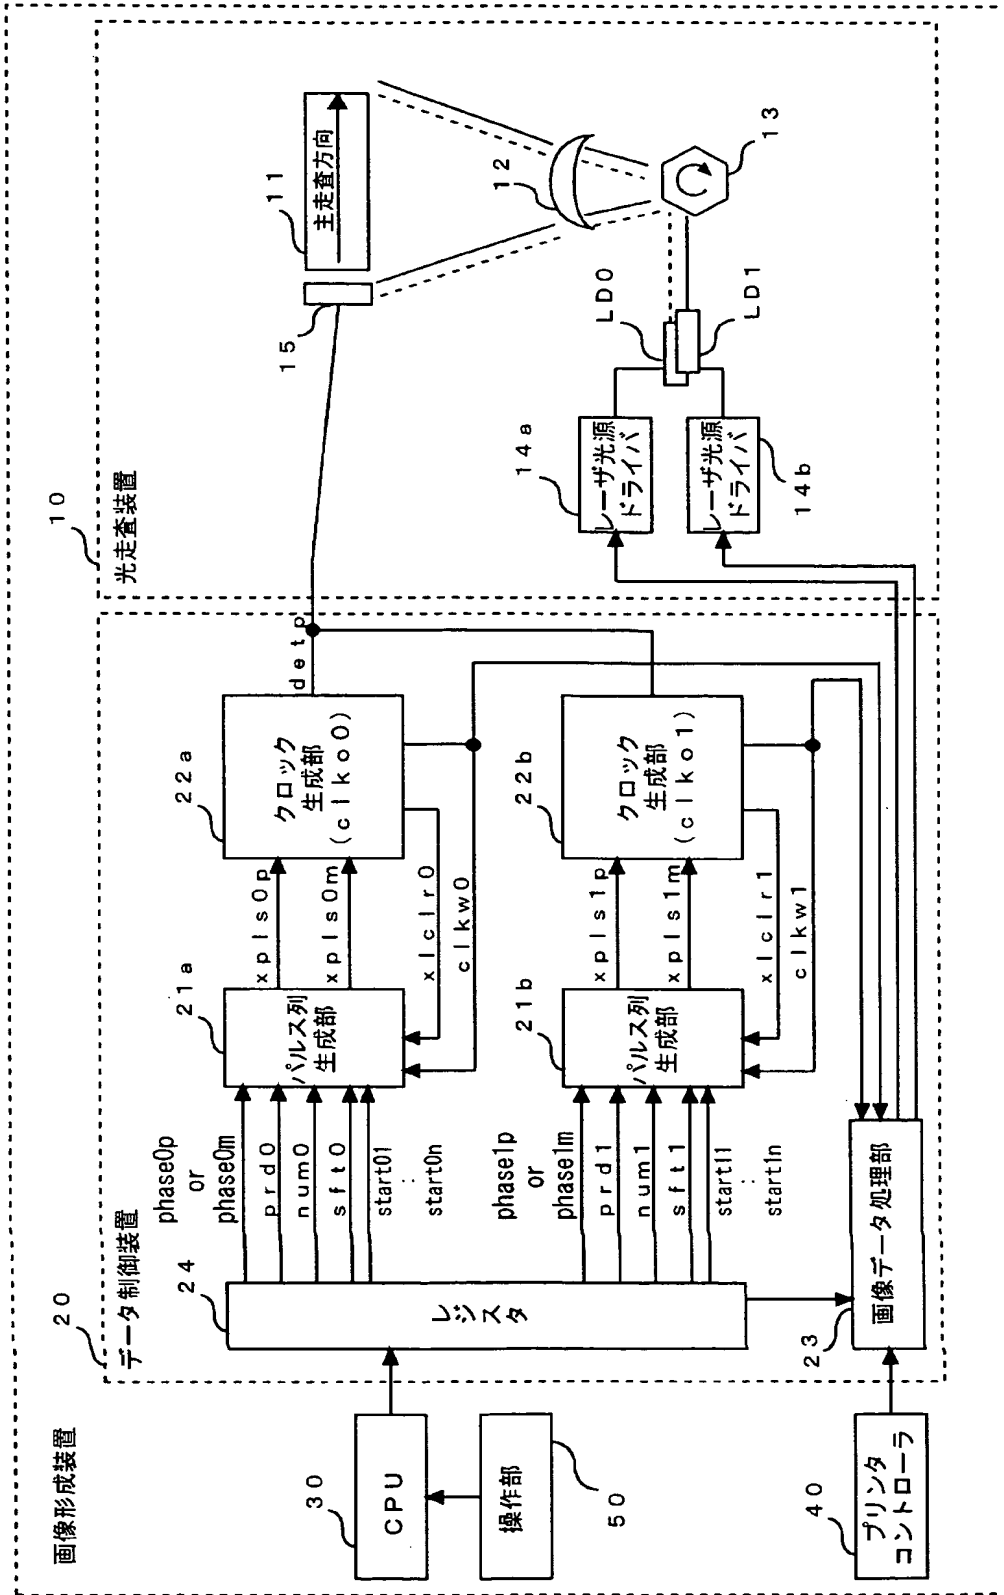 画像形成装置
20
データ制御装置
10
光走査装置
30
CPU
操作部
50
40
プリンタ
コントローラ
24
レジスタ
phase0p
or
phase0m
prd0
num0
sft0
start01
:
start0n
phase1p
or
phase1m
prd1
num1
sft1
start11
:
start1n
23
画像データ処理部
21a
パルス列
生成部
21b
パルス列
生成部
xpls0p
xpls0m
xlclr0
clkw0
xpls1p
xpls1m
xlclr1
clkw1
22a
クロック
生成部
(clko0)
22b
クロック
生成部
(clko1)
detp
14a
レーザ光源
ドライバ
レーザ光源
ドライバ
14b
LD0
LD1
15
11
主走査方向
12
13